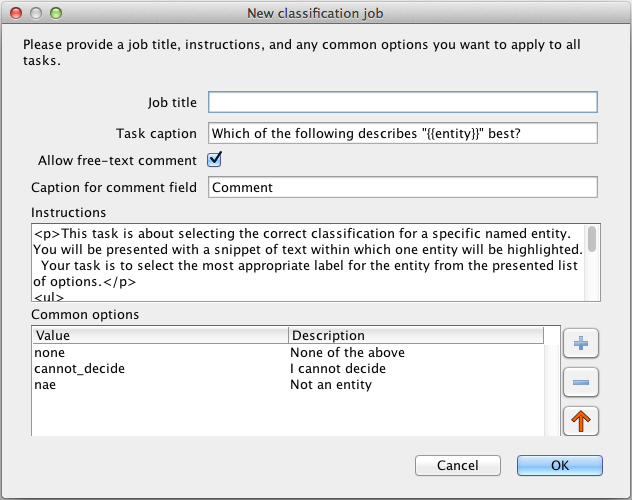 New classification job
Please provide a job title, instructions, and any common options you want to apply to all
tasks.
Job title
Task caption Which of the following describes "{{entity}}" best?
Allow free-text comment
Caption for comment field Comment
Instructions
<p>This task is about selecting the correct classification for a specific named entity.
You will be presented with a snippet of text within which one entity will be highlighted.
Your task is to select the most appropriate label for the entity from the presented list
of options.</p>
<ul>
Common options
Value Description
none None of the above
cannot_decide I cannot decide
nae Not an entity
Cancel OK